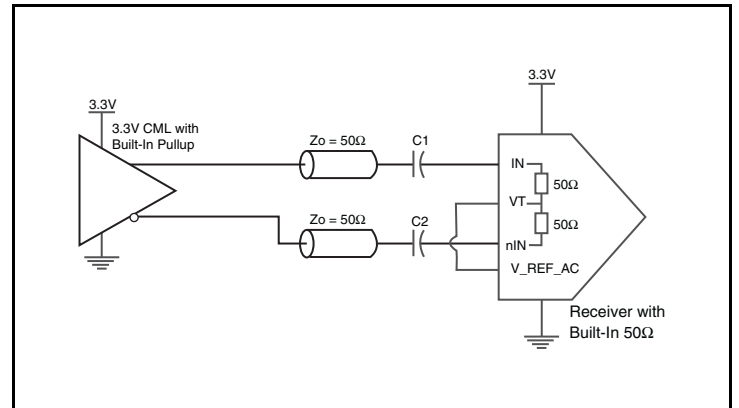 3.3V
3.3V
3.3V CML with
Built-In Pullup
Zo = 50Ω
C1
IN
50Ω
VT
Zo = 50Ω
C2
50Ω
nIN
V_REF_AC
Receiver with
Built-In 50Ω